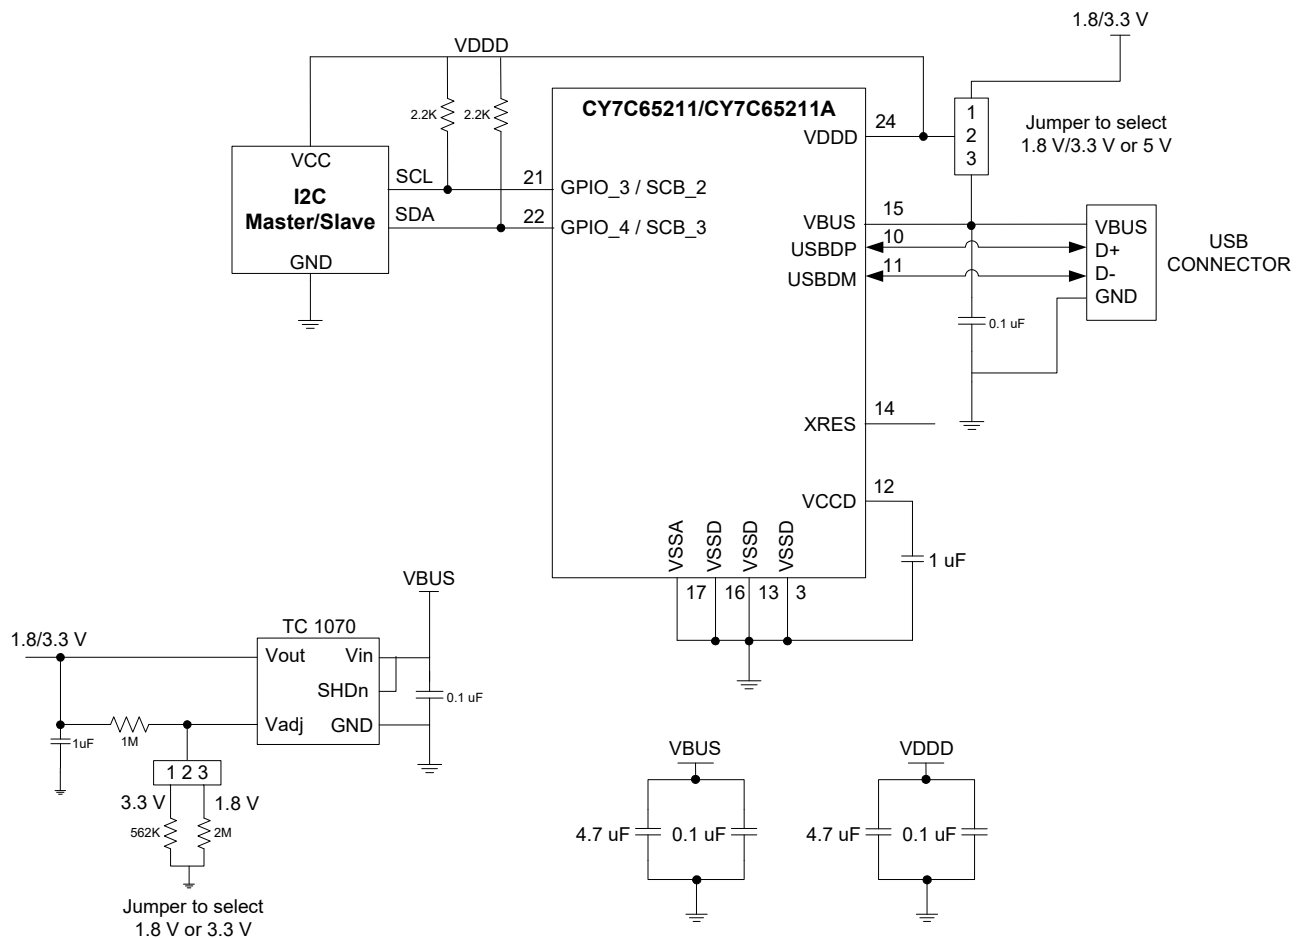 1.8/3.3 V
VDDD
2.2K
2.2K
CY7C65211/CY7C65211A
VDDD
24
1
2
3
Jumper to select
1.8 V/3.3 V or 5 V
VCC
I2C
Master/Slave
GND
SCL
SDA
21
22
GPIO_3 / SCB_2
GPIO_4 / SCB_3
VBUS
15
USBDP
10
USBDM
11
VBUS
D+
D-
GND
USB
CONNECTOR
0.1 uF
XRES
14
VCCD
12
1 uF
VSSA
VSSD
VSSD
VSSD
17
16
13
3
VBUS
1.8/3.3 V
TC 1070
Vout
Vin
SHDn
Vadj
GND
0.1 uF
1uF
1M
1 2 3
3.3 V
1.8 V
562K
2M
Jumper to select
1.8 V or 3.3 V
VBUS
4.7 uF
0.1 uF
VDDD
4.7 uF
0.1 uF